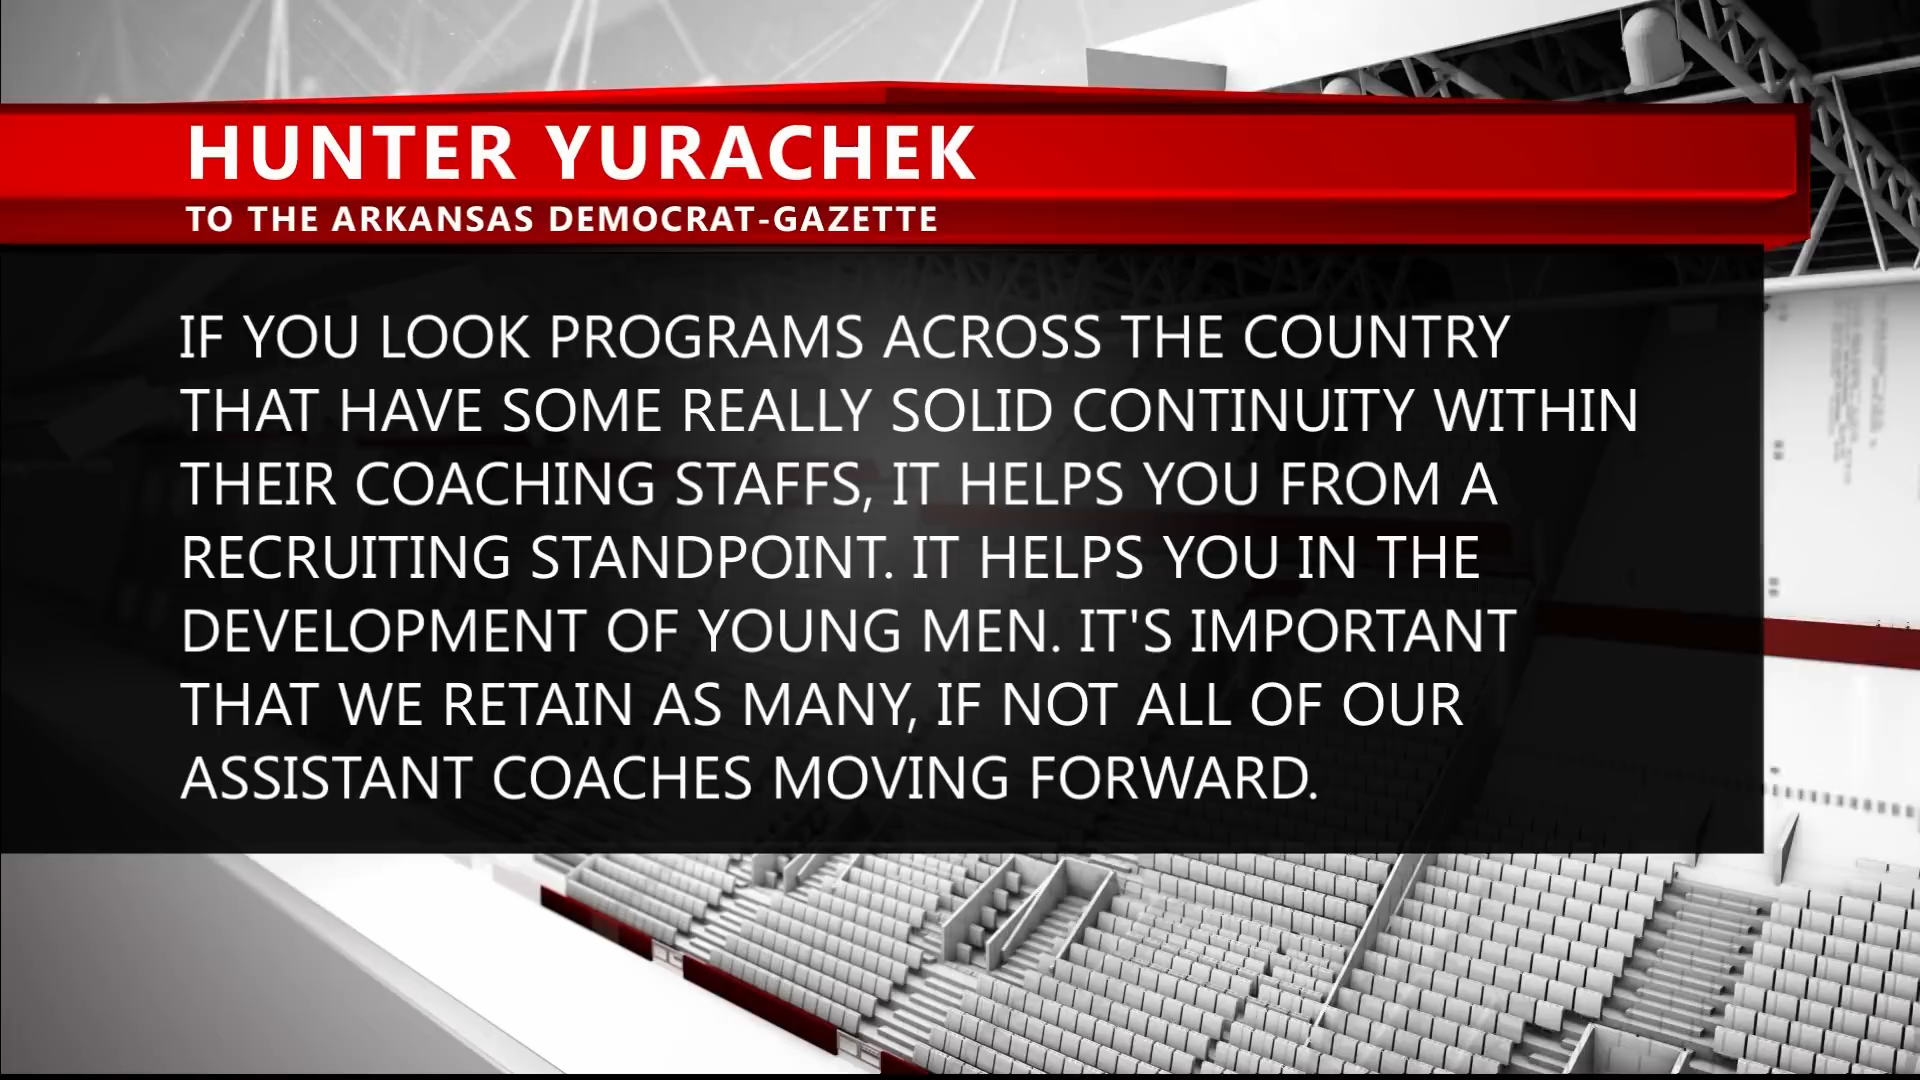 HUNTER YURACHEK
TO THE ARKANSAS DEMOCRAT-GAZETTE
IF YOU LOOK PROGRAMS ACROSS THE COUNTRY
THAT HAVE SOME REALLY SOLID CONTINUITY WITHIN
THEIR COACHING STAFFS, IT HELPS YOU FROM A
RECRUITING STANDPOINT. IT HELPS YOU IN THE
DEVELOPMENT OF YOUNG MEN. IT'S IMPORTANT
THAT WE RETAIN AS MANY, IF NOT ALL OF OUR
ASSISTANT COACHES MOVING FORWARD.